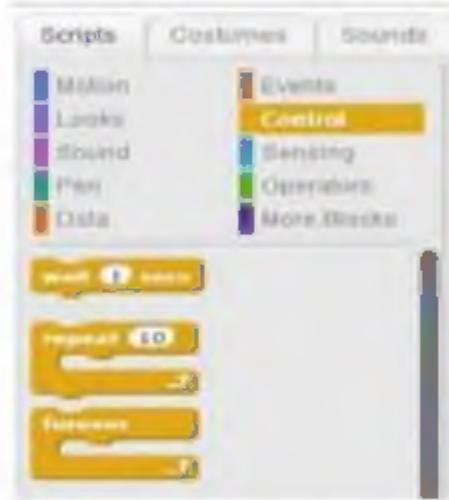 Scripts Costumes Sounds
Motion Events
Looks Control
Sound Sensing
Pen Operators
Data More Blocks
wait 1 secs
repeat 10
forever